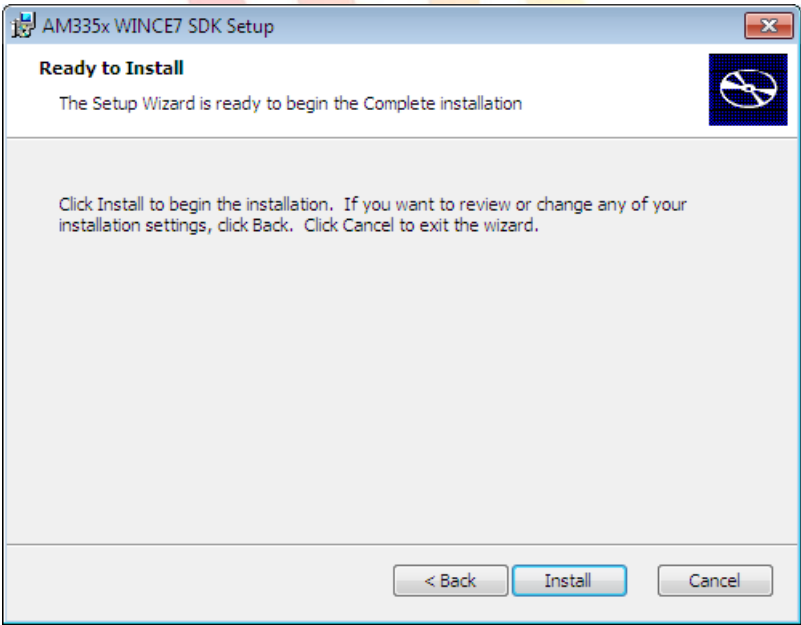 AM335x WINCE7 SDK Setup
Ready to Install
The Setup Wizard is ready to begin the Complete installation
Click Install to begin the installation.  If you want to review or change any of your
installation settings, click Back.  Click Cancel to exit the wizard.
< Back
Install
Cancel